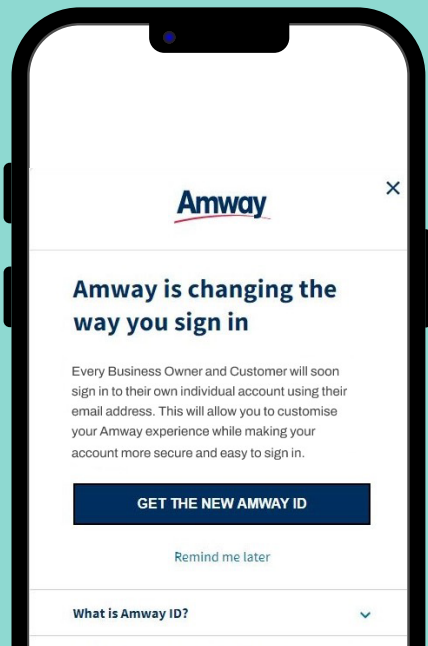 Amway
Amway is changing the
way you sign in
Every Business Owner and Customer will soon
sign in to their own individual account using their
email address. This will allow you to customise
your Amway experience while making your
account more secure and easy to sign in.
GET THE NEW AMWAY ID
Remind me later
What is Amway ID?